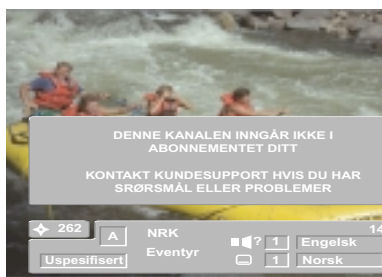 DENNE KANALEN INNGÅR IKKE I
ABONNEMENTET DITT
KONTAKT KUNDESUPPORT HVIS DU HAR
SRØRSMÅL ELLER PROBLEMER
262 A NRK 14
? 1 Engelsk
Uspesifisert Eventyr
1 Norsk